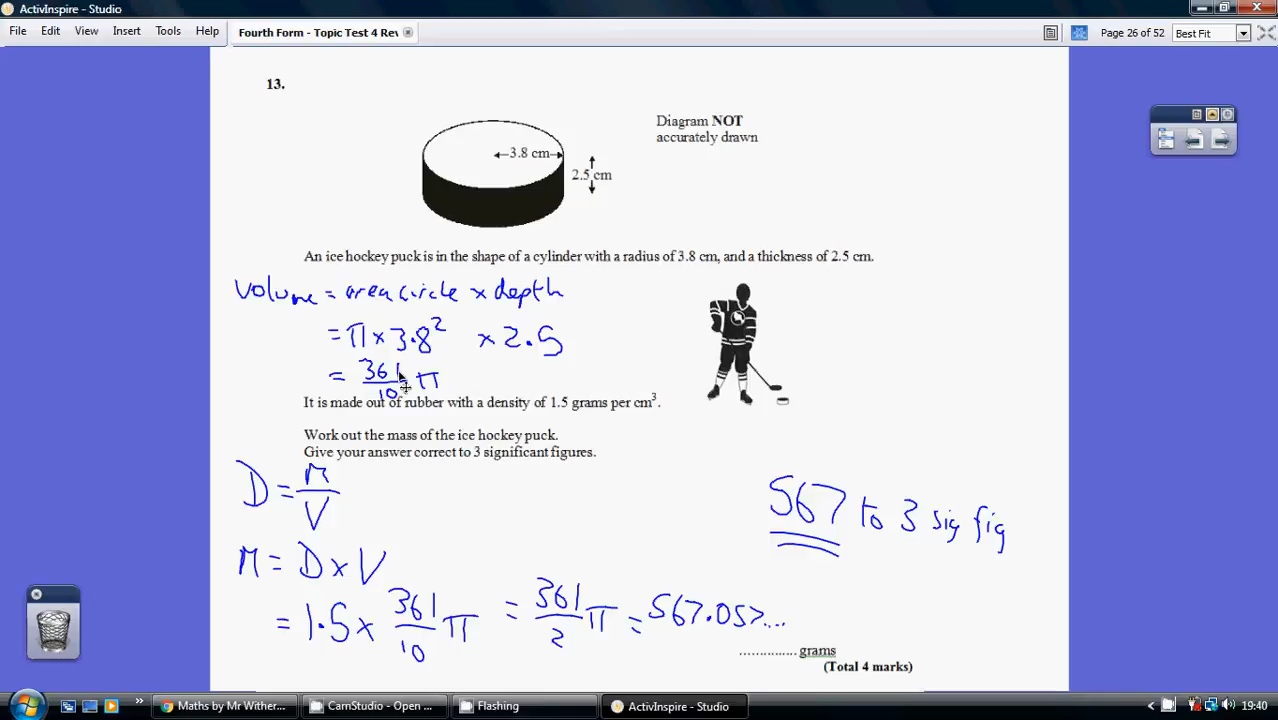 ActivInspire - Studio
File Edit View Insert Tools Help Fourth Form - Topic Test 4 Rev Page 26 of 52 Best Fit
13.
Diagram NOT
accurately drawn
3.8 cm
2.5 cm
An ice hockey puck is in the shape of a cylinder with a radius of 3.8 cm, and a thickness of 2.5 cm.
volume = area circle × depth
= π × 3.8² × 2.5
= 361/10 π
It is made out of rubber with a density of 1.5 grams per cm³.
Work out the mass of the ice hockey puck.
Give your answer correct to 3 significant figures.
D = M/V
567 to 3 sig fig
M = D × V
= 1.5 × 361/10 π = 361/2 π = 567.057...
.............. grams
(Total 4 marks)
Maths by Mr Wither... CamStudio - Open ... Flashing ActivInspire - Studio 19:40